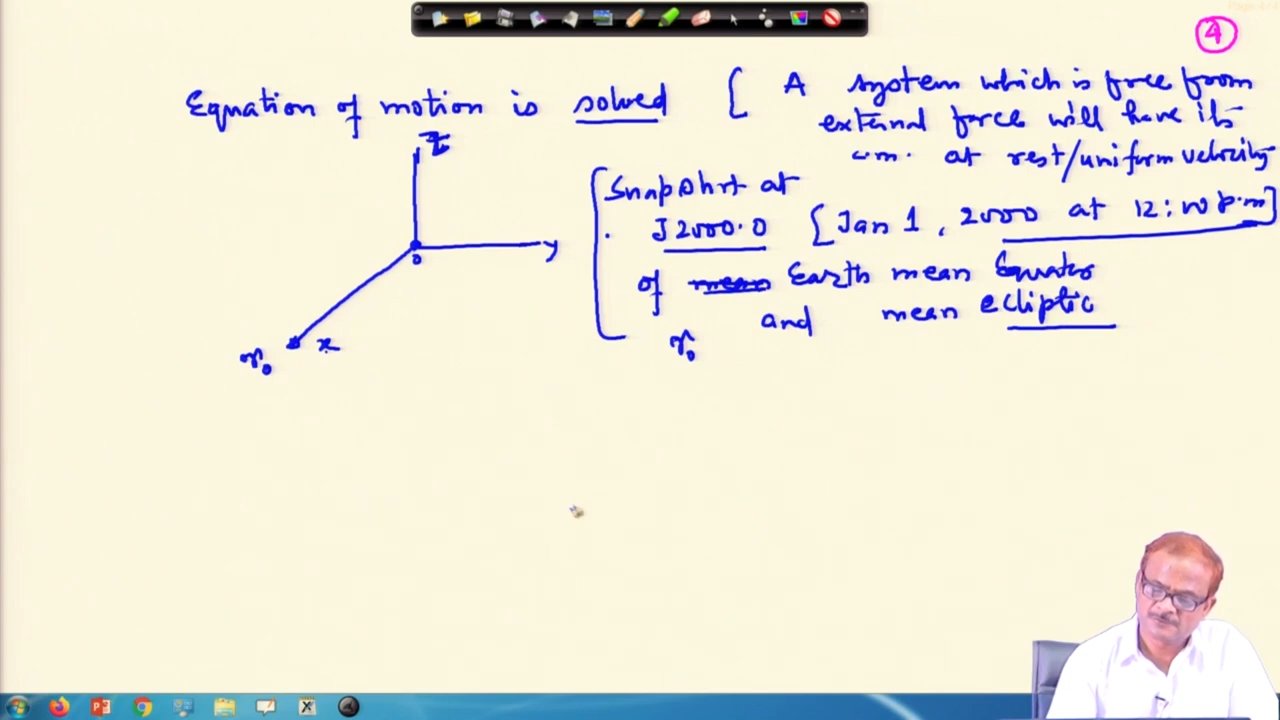 4
Equation of motion is solved [ A system which is free from
external force will have its
c.m. at rest/uniform velocity
Snapshot at
J2000.0 [Jan 1, 2000 at 12:00 p.m]
of mean Earth mean Equator
and mean ecliptic
♈₀
z
y
o
x
♈₀